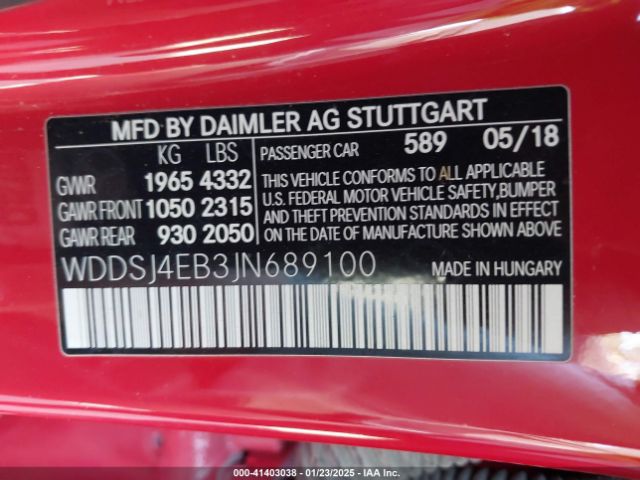 MFD BY DAIMLER AG STUTTGART
KG LBS PASSENGER CAR 589 05/18
GVWR 1965 4332
GAWR FRONT 1050 2315
GAWR REAR 930 2050
THIS VEHICLE CONFORMS TO ALL APPLICABLE
U.S. FEDERAL MOTOR VEHICLE SAFETY,BUMPER
AND THEFT PREVENTION STANDARDS IN EFFECT
ON THE DATE OF MANUFACTURE SHOWN ABOVE
WDDSJ4EB3JN689100 MADE IN HUNGARY
000-41403038 - 01/23/2025 - IAAI.COM